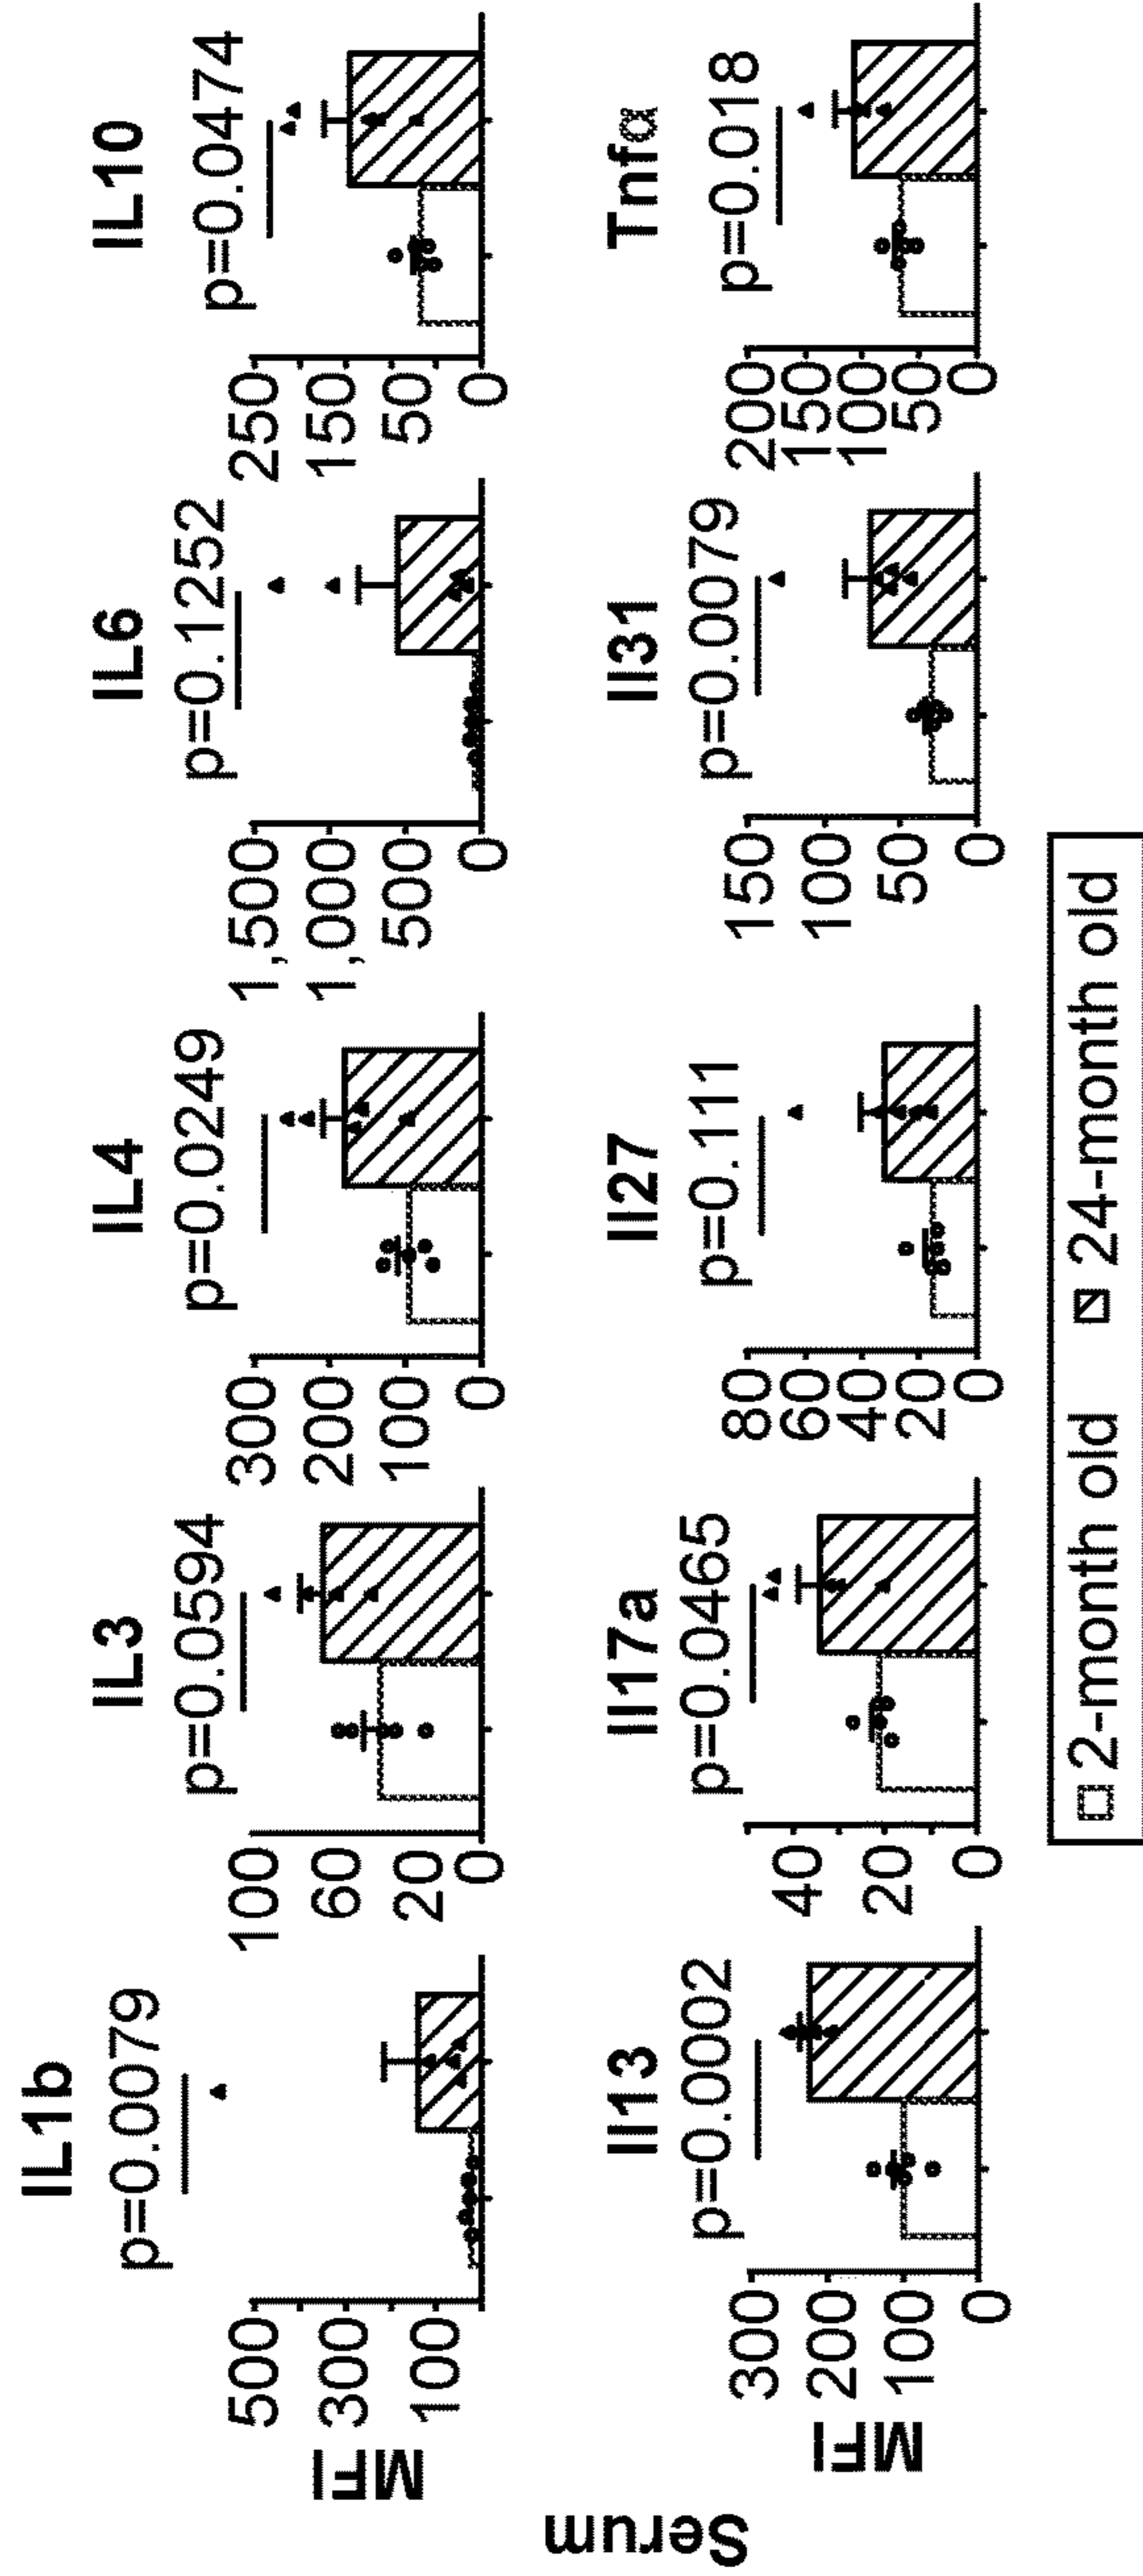 Serum
MFI
IL1b
p=0.0079
500
300
100
IL3
p=0.0594
100
60
20
0
IL4
p=0.0249
300
200
100
0
IL6
p=0.1252
1,500
1,000
500
0
IL10
p=0.0474
250
150
50
0
MFI
Il13
p=0.0002
300
200
100
0
Il17a
p=0.0465
40
20
0
Il27
p=0.111
80
60
40
20
0
Il31
p=0.0079
150
100
50
0
Tnfα
p=0.018
200
150
100
50
0
2-month old 24-month old